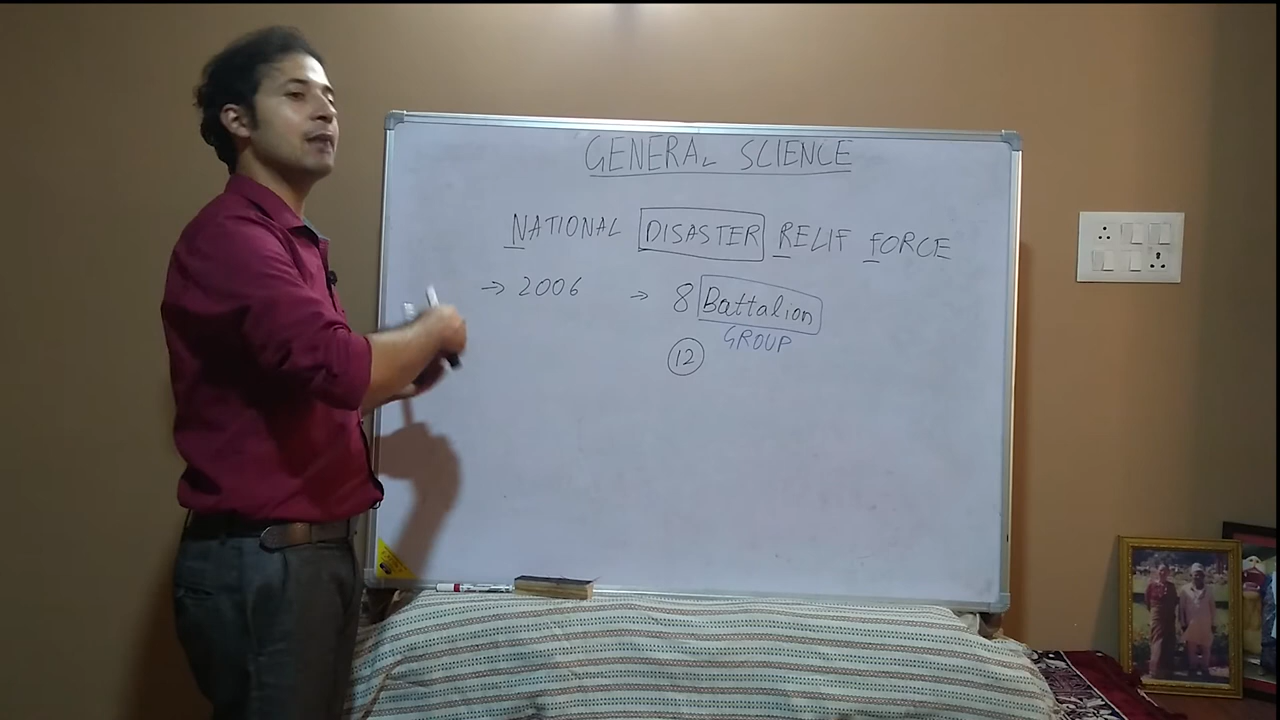 GENERAL SCIENCE
NATIONAL DISASTER RELIF FORCE
→ 2006 → 8 Battalion
GROUP
12